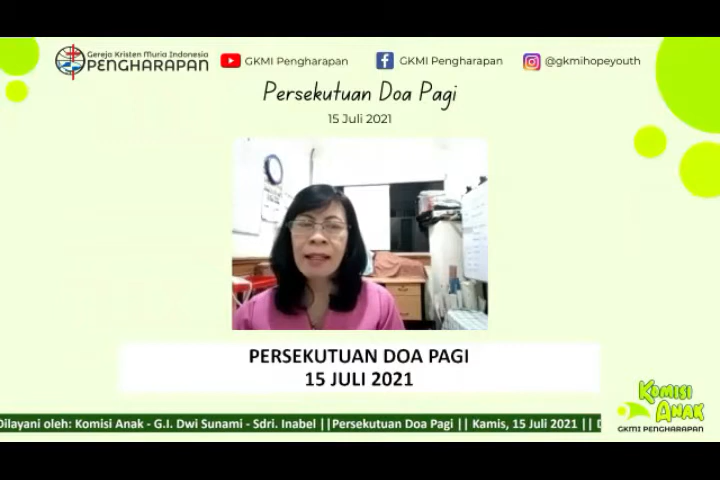 Gereja Kristen Muria Indonesia
PENGHARAPAN
GKMI Pengharapan
GKMI Pengharapan
@gkmihopeyouth
Persekutuan Doa Pagi
15 Juli 2021
PERSEKUTUAN DOA PAGI
15 JULI 2021
KOMISI
ANAK
GKMI PENGHARAPAN
Dilayani oleh: Komisi Anak - G.I. Dwi Sunami - Sdri. Inabel ||Persekutuan Doa Pagi || Kamis, 15 Juli 2021 || D